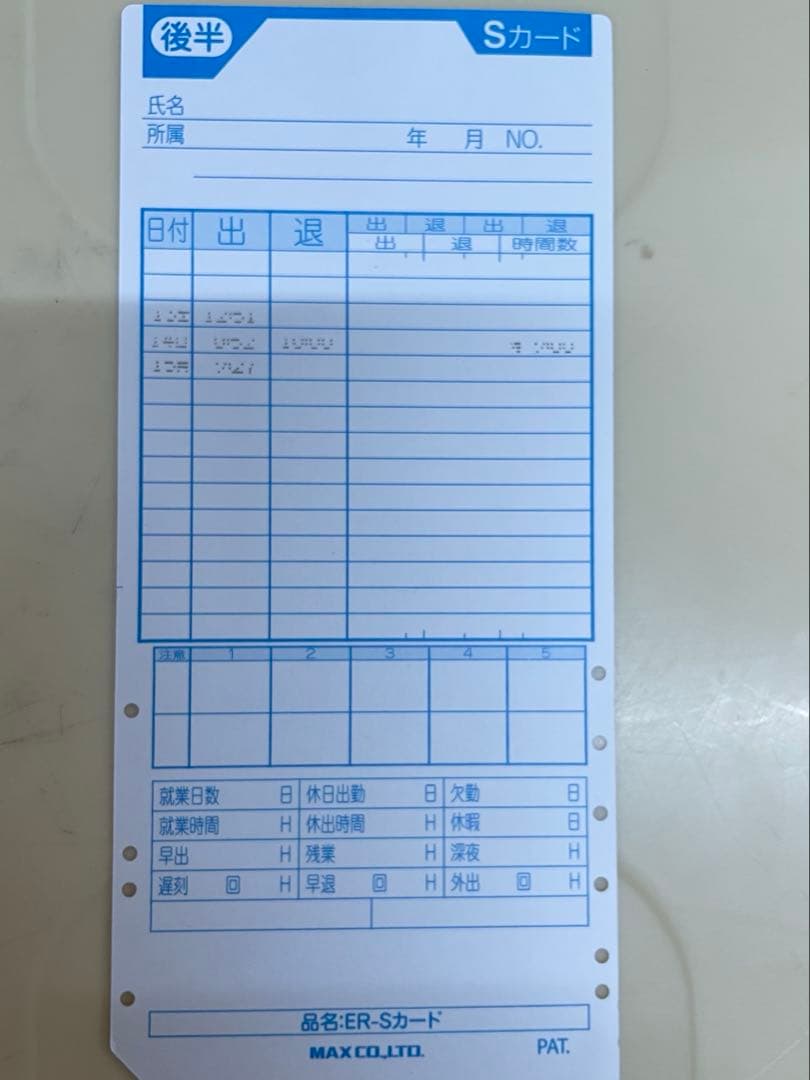 後半 Sカード
氏名
所属 年 月 NO.
日付 出 退 出 退 出 退
出 退 時間数
注意 1 2 3 4 5
就業日数 日 休日出勤 日 欠勤 日
就業時間 H 休出時間 H 休暇 日
早出 H 残業 H 深夜 H
遅刻 回 H 早退 回 H 外出 回 H
品名:ER-Sカード
MAX CO.,LTD. PAT.